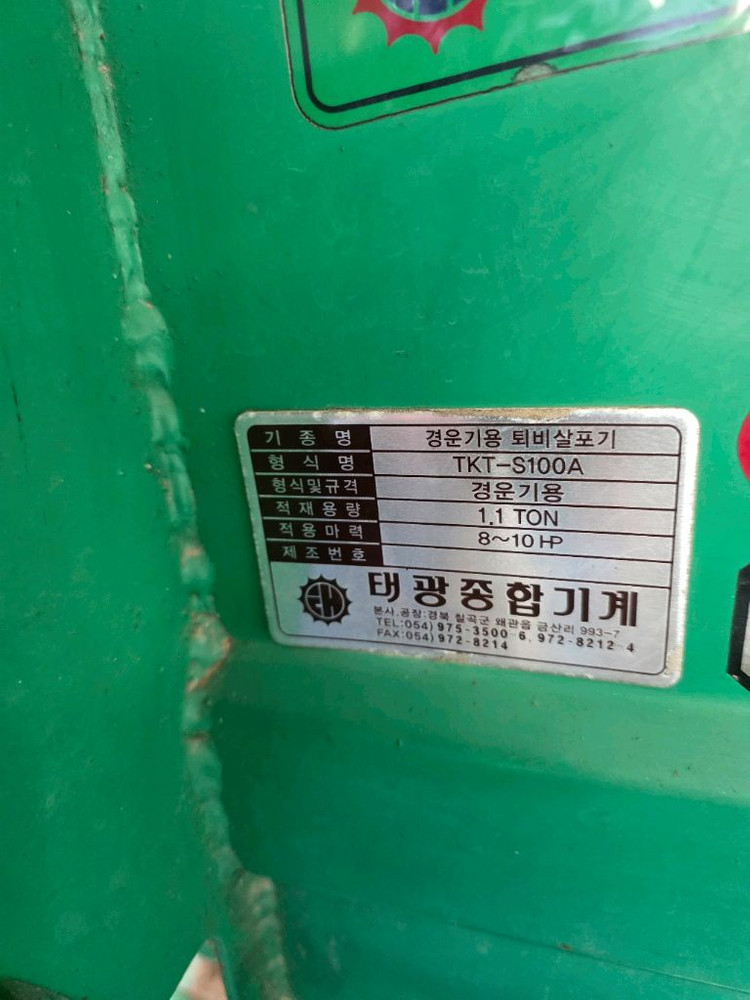 기종명 경운기용 퇴비살포기
형식명 TKT-S100A
형식및규격 경운기용
적재용량 1.1 TON
적용마력 8~10 HP
제조번호
태광종합기계
본사.공장:경북 칠곡군 왜관읍 금산리 993-7
TEL:054) 975-3500 6, 972-8212 4
FAX:054) 972-8214